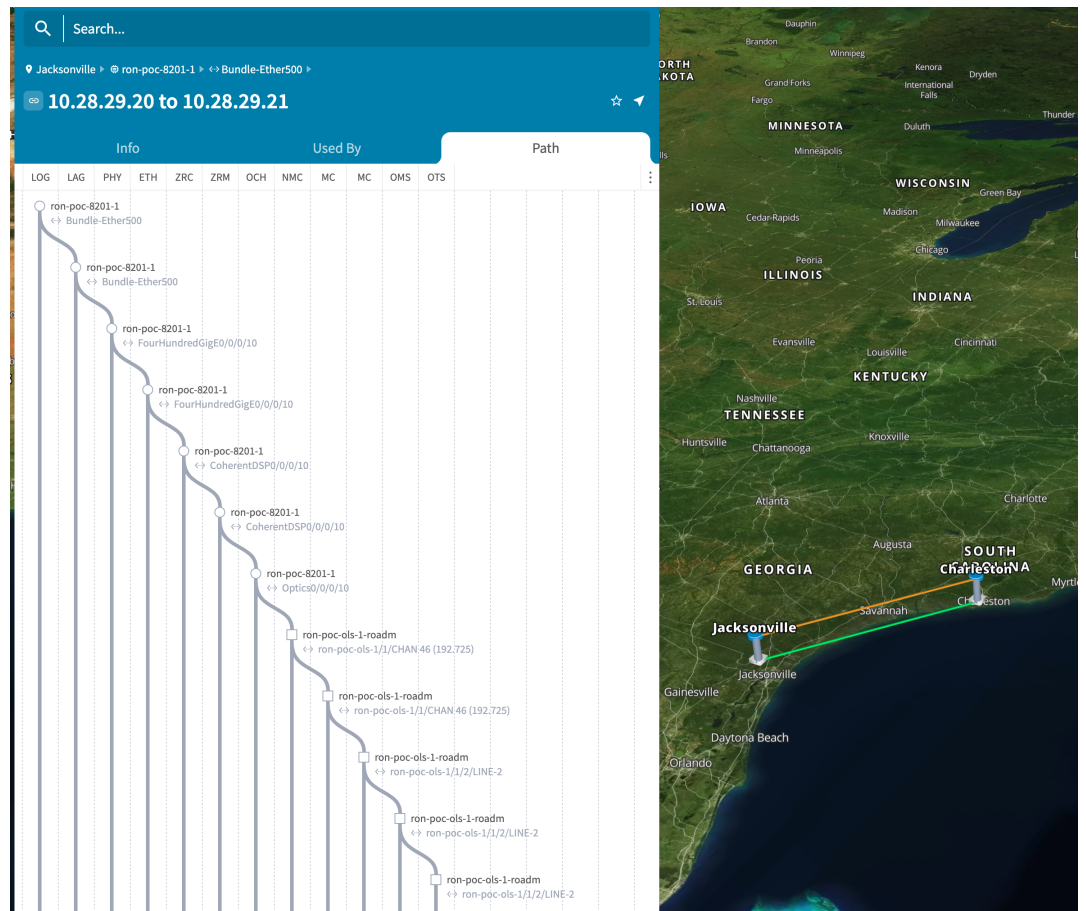 Search...
Jacksonville ron-poc-8201-1 Bundle-Ether500
10.28.29.20 to 10.28.29.21
Info Used By Path
LOG LAG PHY ETH ZRC ZRM OCH NMC MC MC OMS OTS
ron-poc-8201-1
Bundle-Ether500
ron-poc-8201-1
Bundle-Ether500
ron-poc-8201-1
FourHundredGigE0/0/0/10
ron-poc-8201-1
FourHundredGigE0/0/0/10
ron-poc-8201-1
CoherentDSP0/0/0/10
ron-poc-8201-1
CoherentDSP0/0/0/10
ron-poc-8201-1
Optics0/0/0/10
ron-poc-ols-1-roadm
ron-poc-ols-1/1/CHAN 46 (192.725)
ron-poc-ols-1-roadm
ron-poc-ols-1/1/CHAN 46 (192.725)
ron-poc-ols-1-roadm
ron-poc-ols-1/1/2/LINE-2
ron-poc-ols-1-roadm
ron-poc-ols-1/1/2/LINE-2
ron-poc-ols-1-roadm
ron-poc-ols-1/1/2/LINE-2
Dauphin
Brandon
Winnipeg
ORTH
KOTA
Kenora
Dryden
Grand Forks
International
Falls
Fargo
Thunder
MINNESOTA
Duluth
Minneapolis
lls
WISCONSIN
Green Bay
IOWA
Cedar Rapids
Madison
Milwaukee
Chicago
Peoria
ILLINOIS
St. Louis
INDIANA
Evansville
Cincinnati
Louisville
KENTUCKY
Nashville
TENNESSEE
Huntsville
Chattanooga
Knoxville
Atlanta
Charlotte
Augusta
SOUTH
CAROLINA
GEORGIA
Charleston
Myrtl
Charleston
Savannah
Jacksonville
Jacksonville
Gainesville
Daytona Beach
Orlando